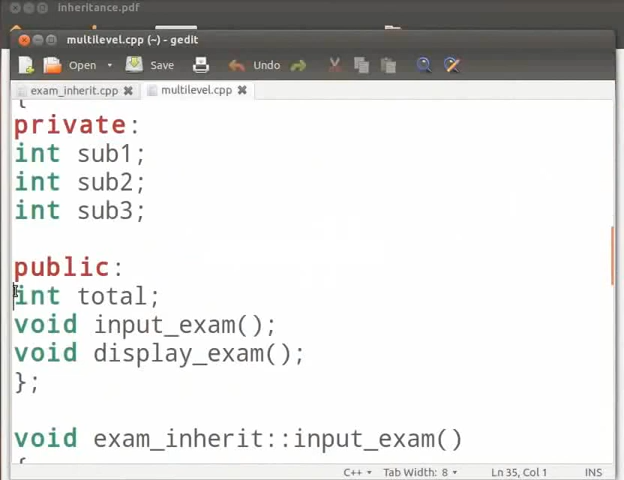 inheritance.pdf
multilevel.cpp (~) - gedit
Open Save Undo
exam_inherit.cpp multilevel.cpp
{
private:
int sub1;
int sub2;
int sub3;
public:
int total;
void input_exam();
void display_exam();
};
void exam_inherit::input_exam()
{
C++ Tab Width: 8 Ln 35, Col 1 INS